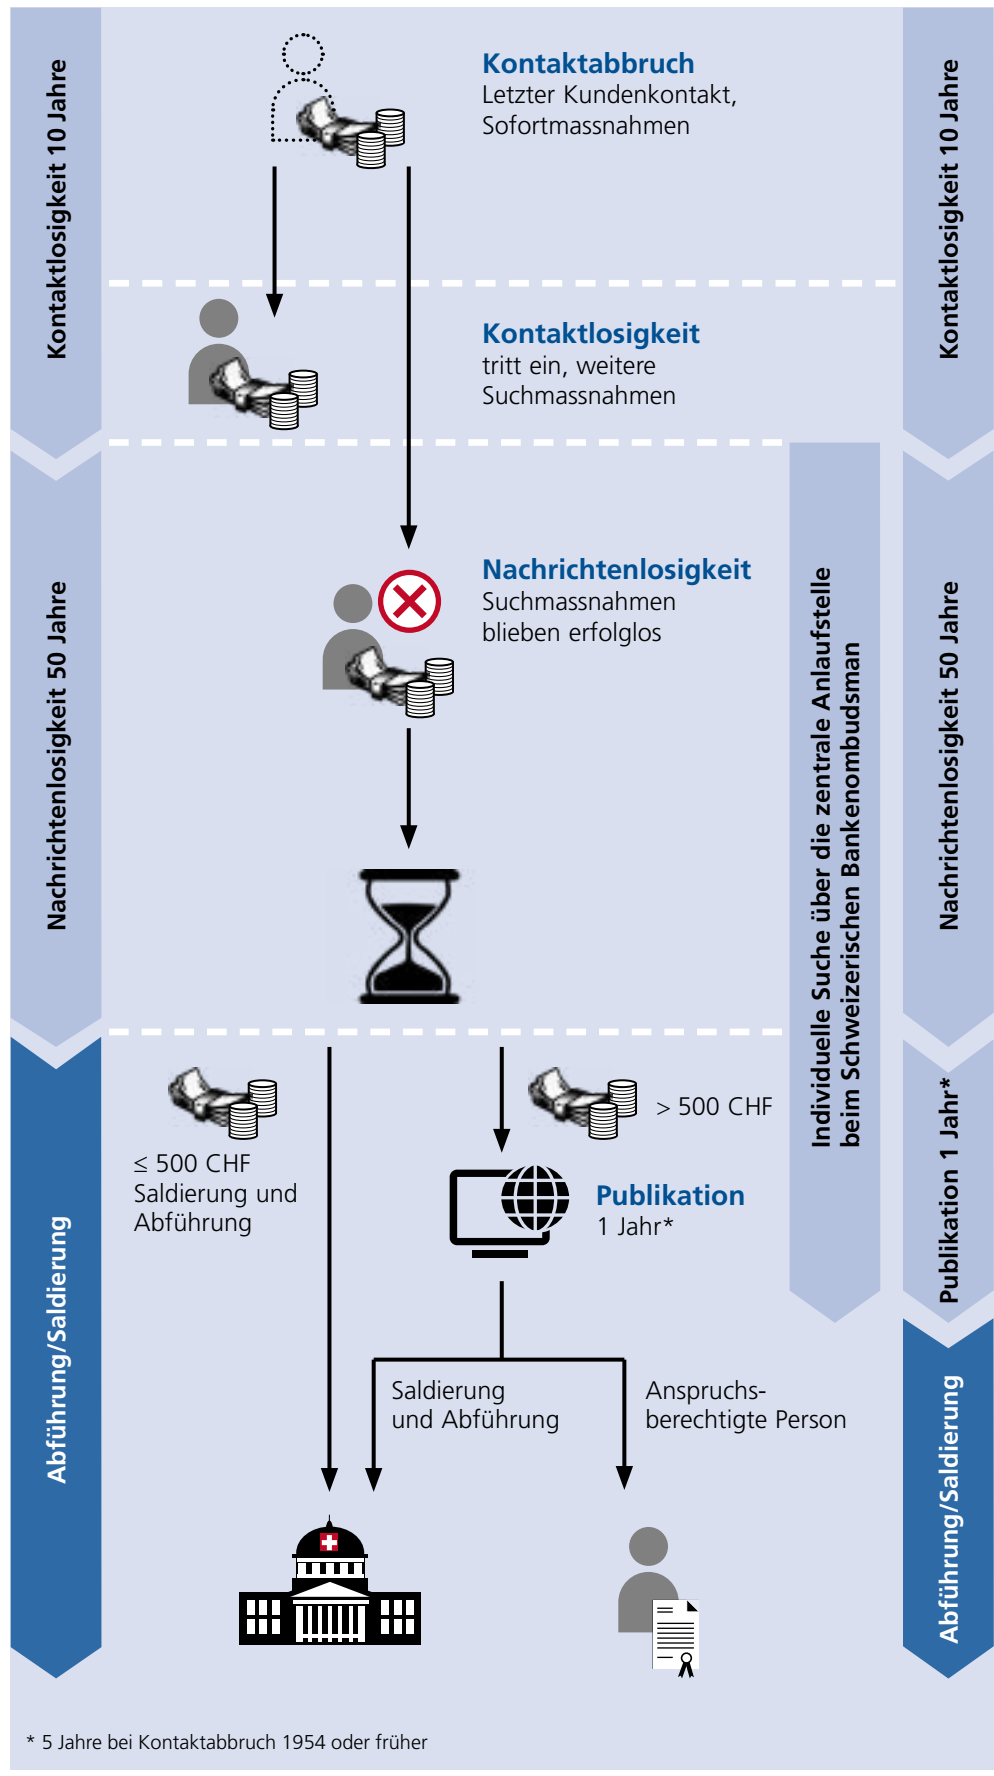 Kontaktlosigkeit 10 Jahre
Nachrichtenlosigkeit 50 Jahre
Abführung/Saldierung
Kontaktabbruch
Letzter Kundenkontakt,
Sofortmassnahmen
Kontaktlosigkeit
tritt ein, weitere
Suchmassnahmen
Nachrichtenlosigkeit
Suchmassnahmen
blieben erfolglos
≤ 500 CHF
Saldierung und
Abführung
> 500 CHF
Publikation
1 Jahr*
Saldierung
und Abführung
Anspruchs-
berechtigte Person
Individuelle Suche über die zentrale Anlaufstelle
beim Schweizerischen Bankenombudsman
Kontaktlosigkeit 10 Jahre
Nachrichtenlosigkeit 50 Jahre
Publikation 1 Jahr*
Abführung/Saldierung
* 5 Jahre bei Kontaktabbruch 1954 oder früher